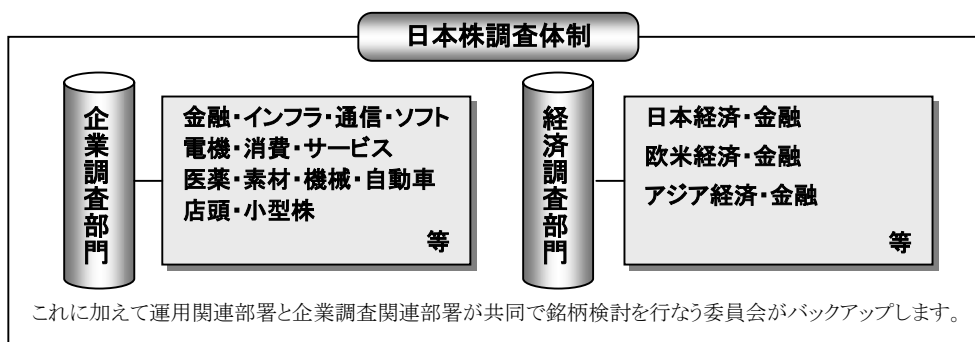 日本株調査体制
企業調査部門
金融・インフラ・通信・ソフト
電機・消費・サービス
医薬・素材・機械・自動車
店頭・小型株
等
経済調査部門
日本経済・金融
欧米経済・金融
アジア経済・金融
等
これに加えて運用関連部署と企業調査関連部署が共同で銘柄検討を行なう委員会がバックアップします。